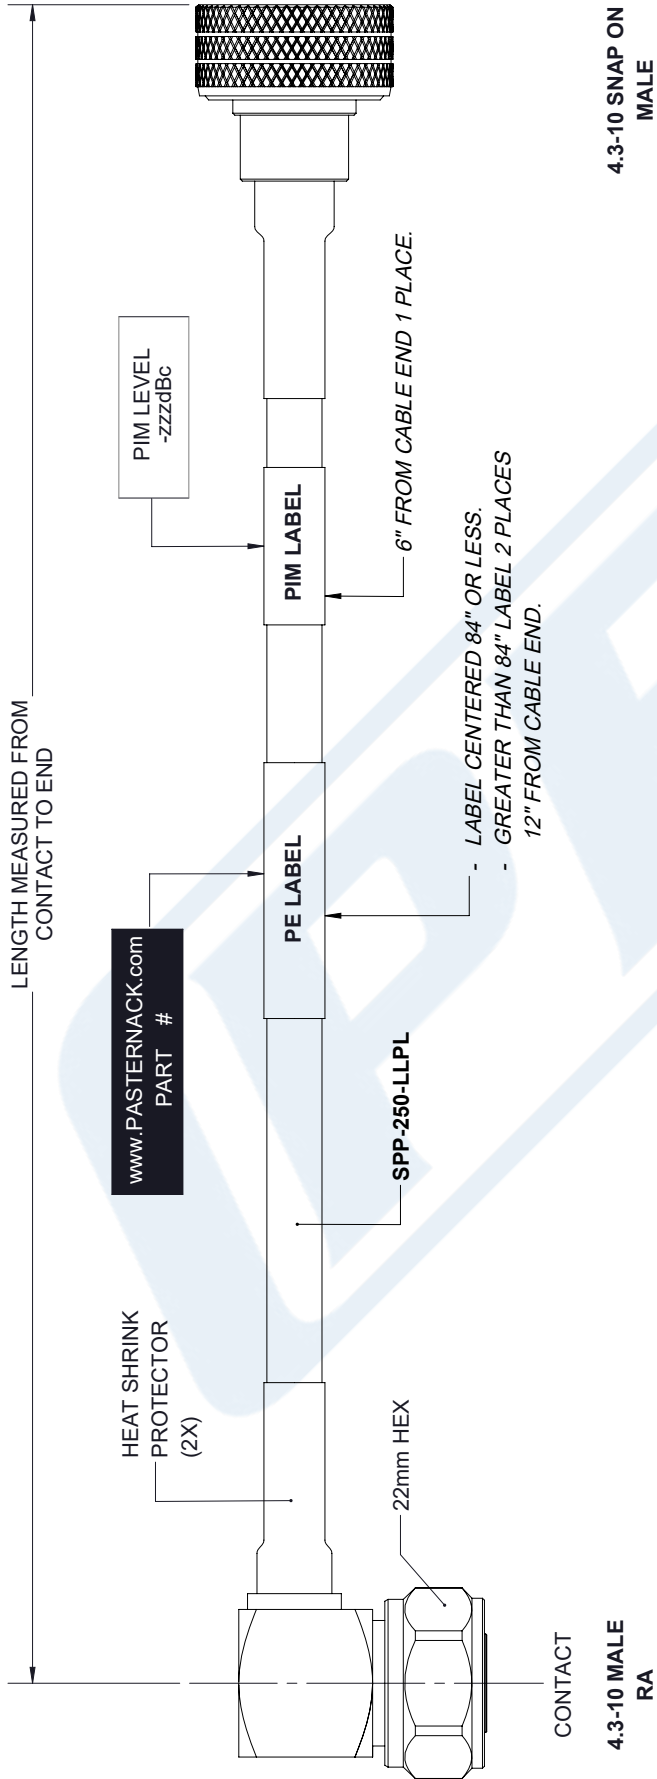 LENGTH MEASURED FROM
CONTACT TO END
HEAT SHRINK
PROTECTOR
(2X)
www.PASTERNACK.com
PART #
PIM LEVEL
-zzzdBc
PE LABEL
PIM LABEL
22mm HEX
SPP-250-LLPL
- LABEL CENTERED 84" OR LESS.
- GREATER THAN 84" LABEL 2 PLACES
12" FROM CABLE END.
6" FROM CABLE END 1 PLACE.
CONTACT
4.3-10 MALE
RA
4.3-10 SNAP ON
MALE